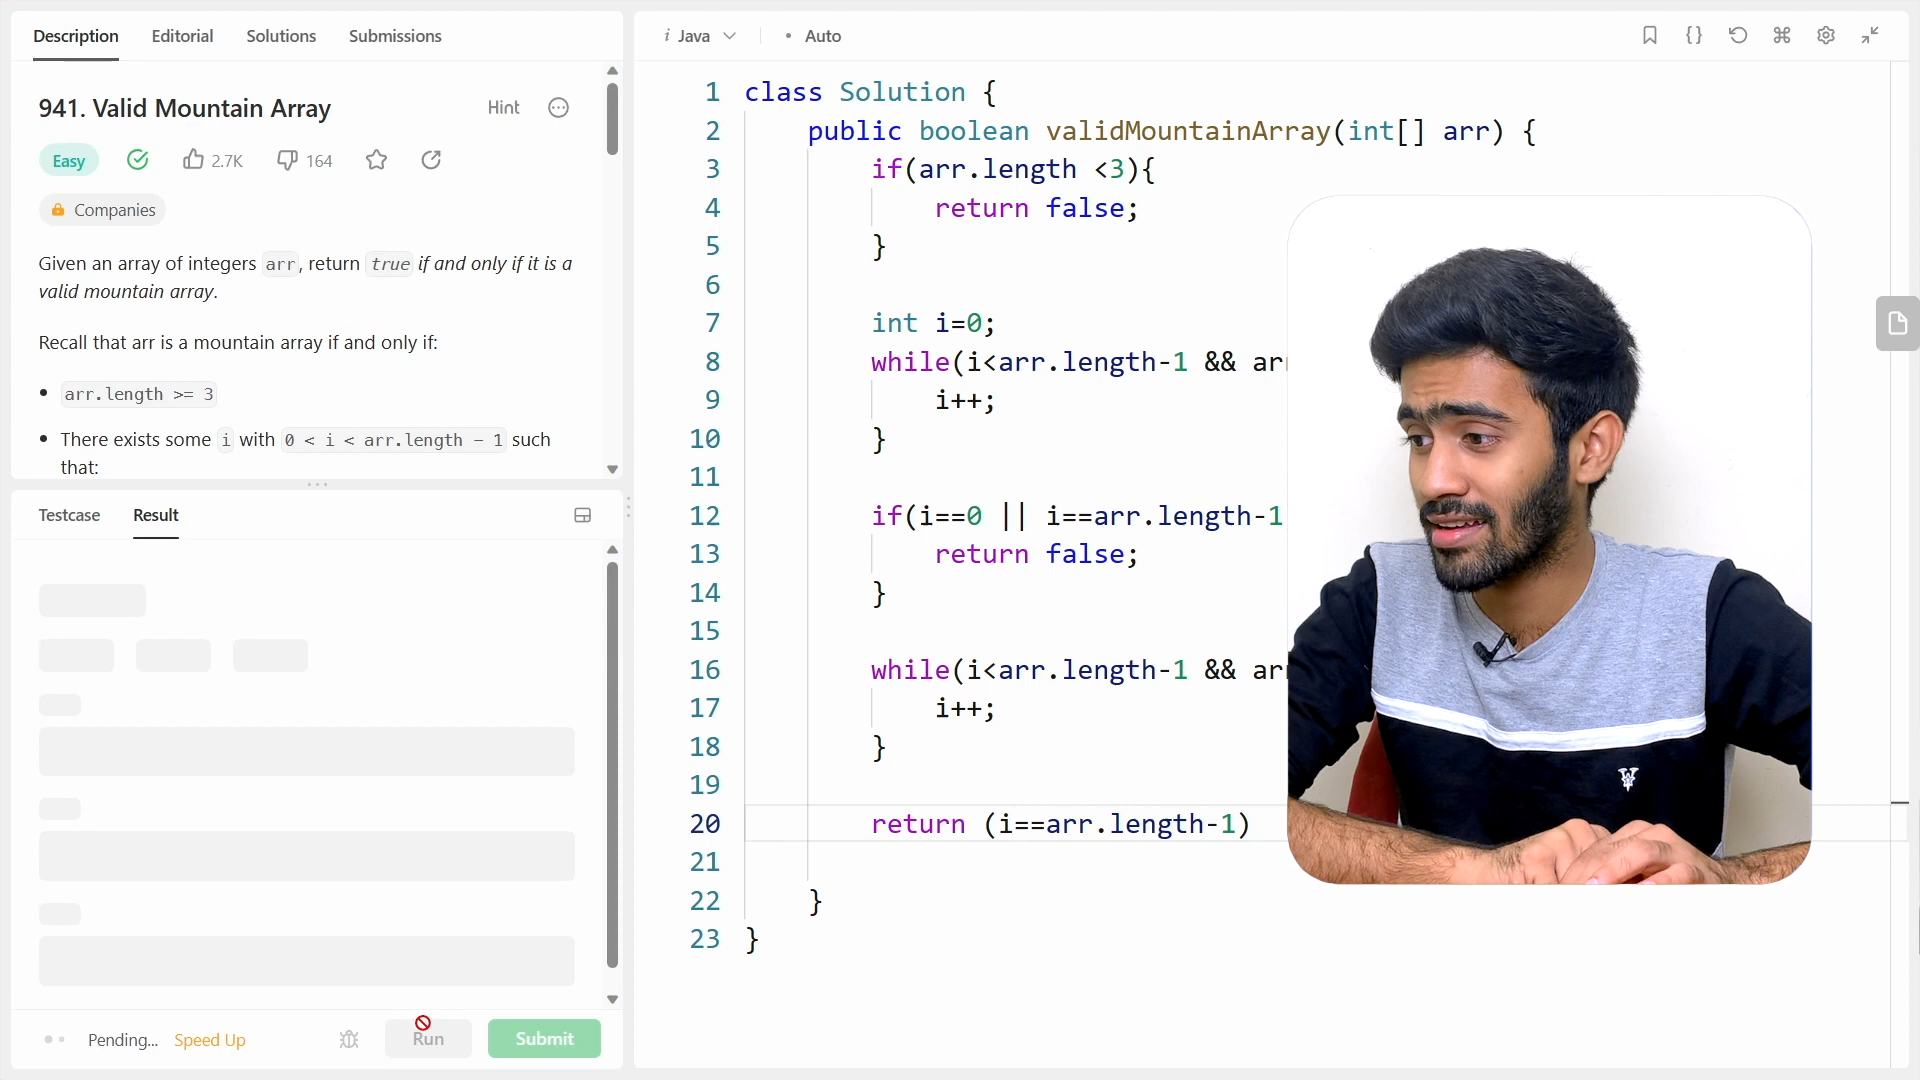 Description Editorial Solutions Submissions
941. Valid Mountain Array
Hint
Easy 2.7K 164
Companies
Given an array of integers arr, return true if and only if it is a
valid mountain array.
Recall that arr is a mountain array if and only if:
arr.length >= 3
There exists some i with 0 < i < arr.length - 1 such
that:
Testcase Result
Pending... Speed Up Run Submit
i Java Auto
1 class Solution {
2 public boolean validMountainArray(int[] arr) {
3 if(arr.length <3){
4 return false;
5 }
6
7 int i=0;
8 while(i<arr.length-1 && arr
9 i++;
10 }
11
12 if(i==0 || i==arr.length-1
13 return false;
14 }
15
16 while(i<arr.length-1 && arr
17 i++;
18 }
19
20 return (i==arr.length-1)
21
22 }
23 }